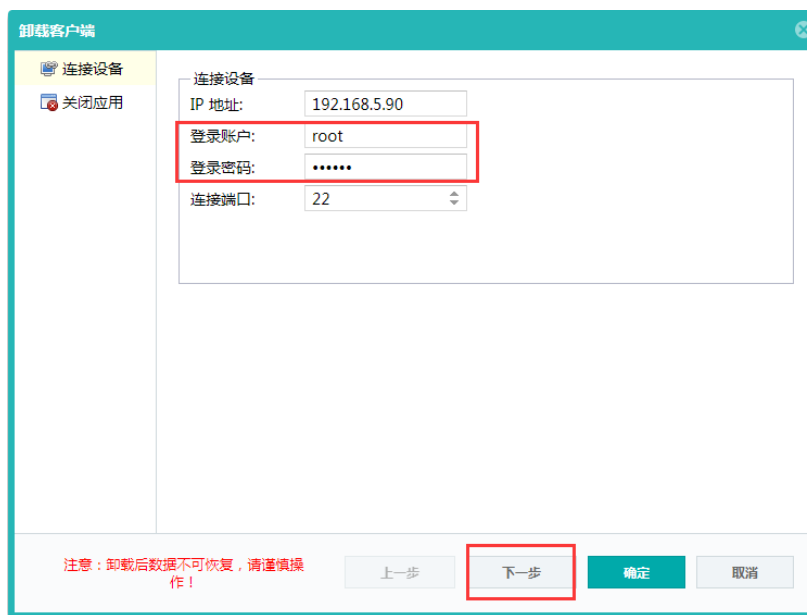 卸载客户端
连接设备
关闭应用
连接设备
IP 地址: 192.168.5.90
登录账户: root
登录密码: ••••••
连接端口: 22
注意：卸载后数据不可恢复，请谨慎操
作！
上一步 下一步 确定 取消